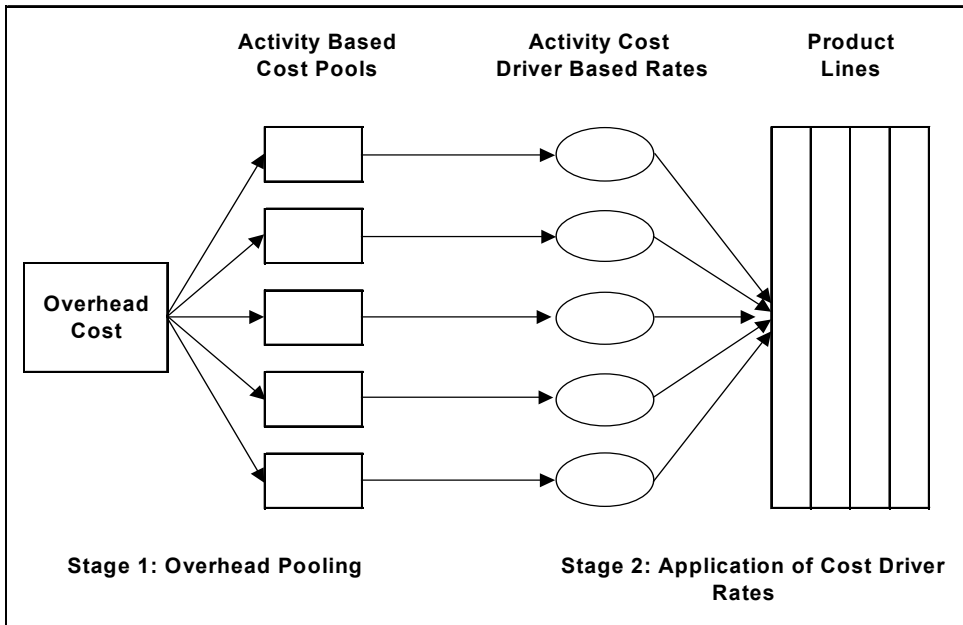 Activity Based
Cost Pools
Activity Cost
Driver Based Rates
Product
Lines
Overhead
Cost
Stage 1: Overhead Pooling
Stage 2: Application of Cost Driver
Rates